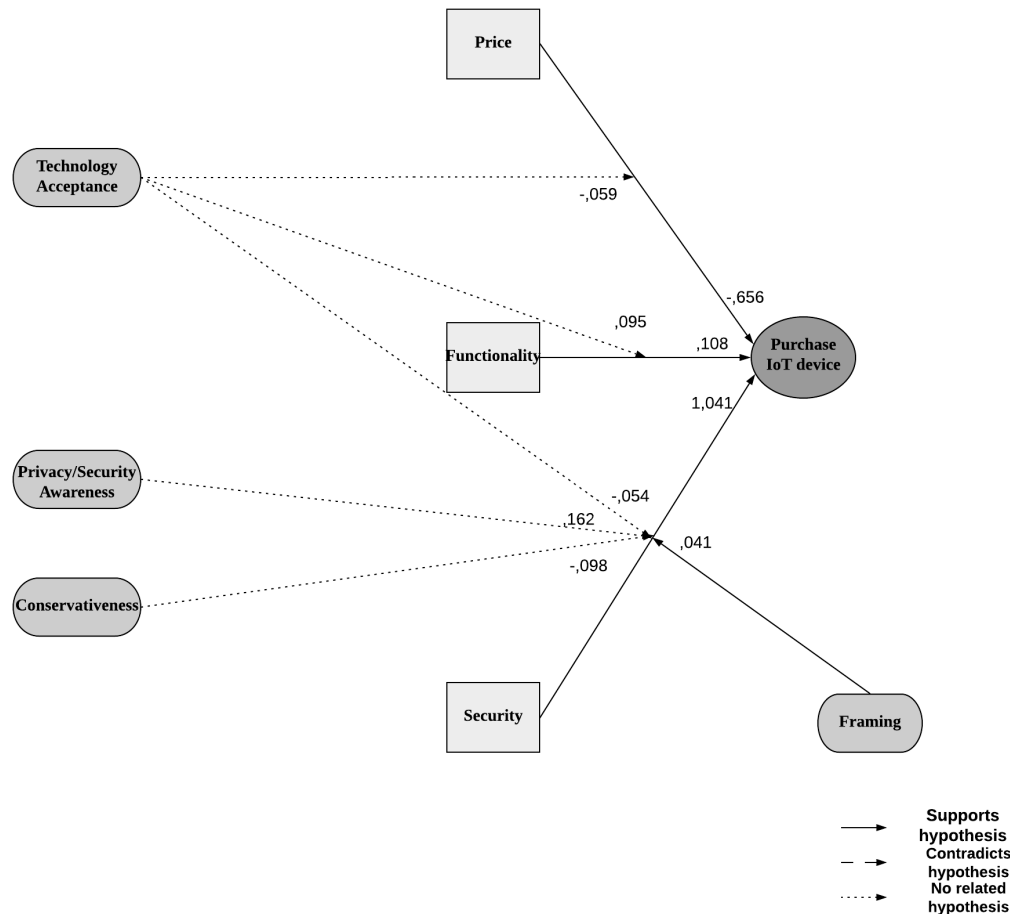 Price
Technology
Acceptance
-,059
-,656
,095
Functionality
,108
Purchase
IoT device
1,041
Privacy/Security
Awareness
-,054
,162
,041
-,098
Conservativeness
Security
Framing
Supports
hypothesis
Contradicts
hypothesis
No related
hypothesis